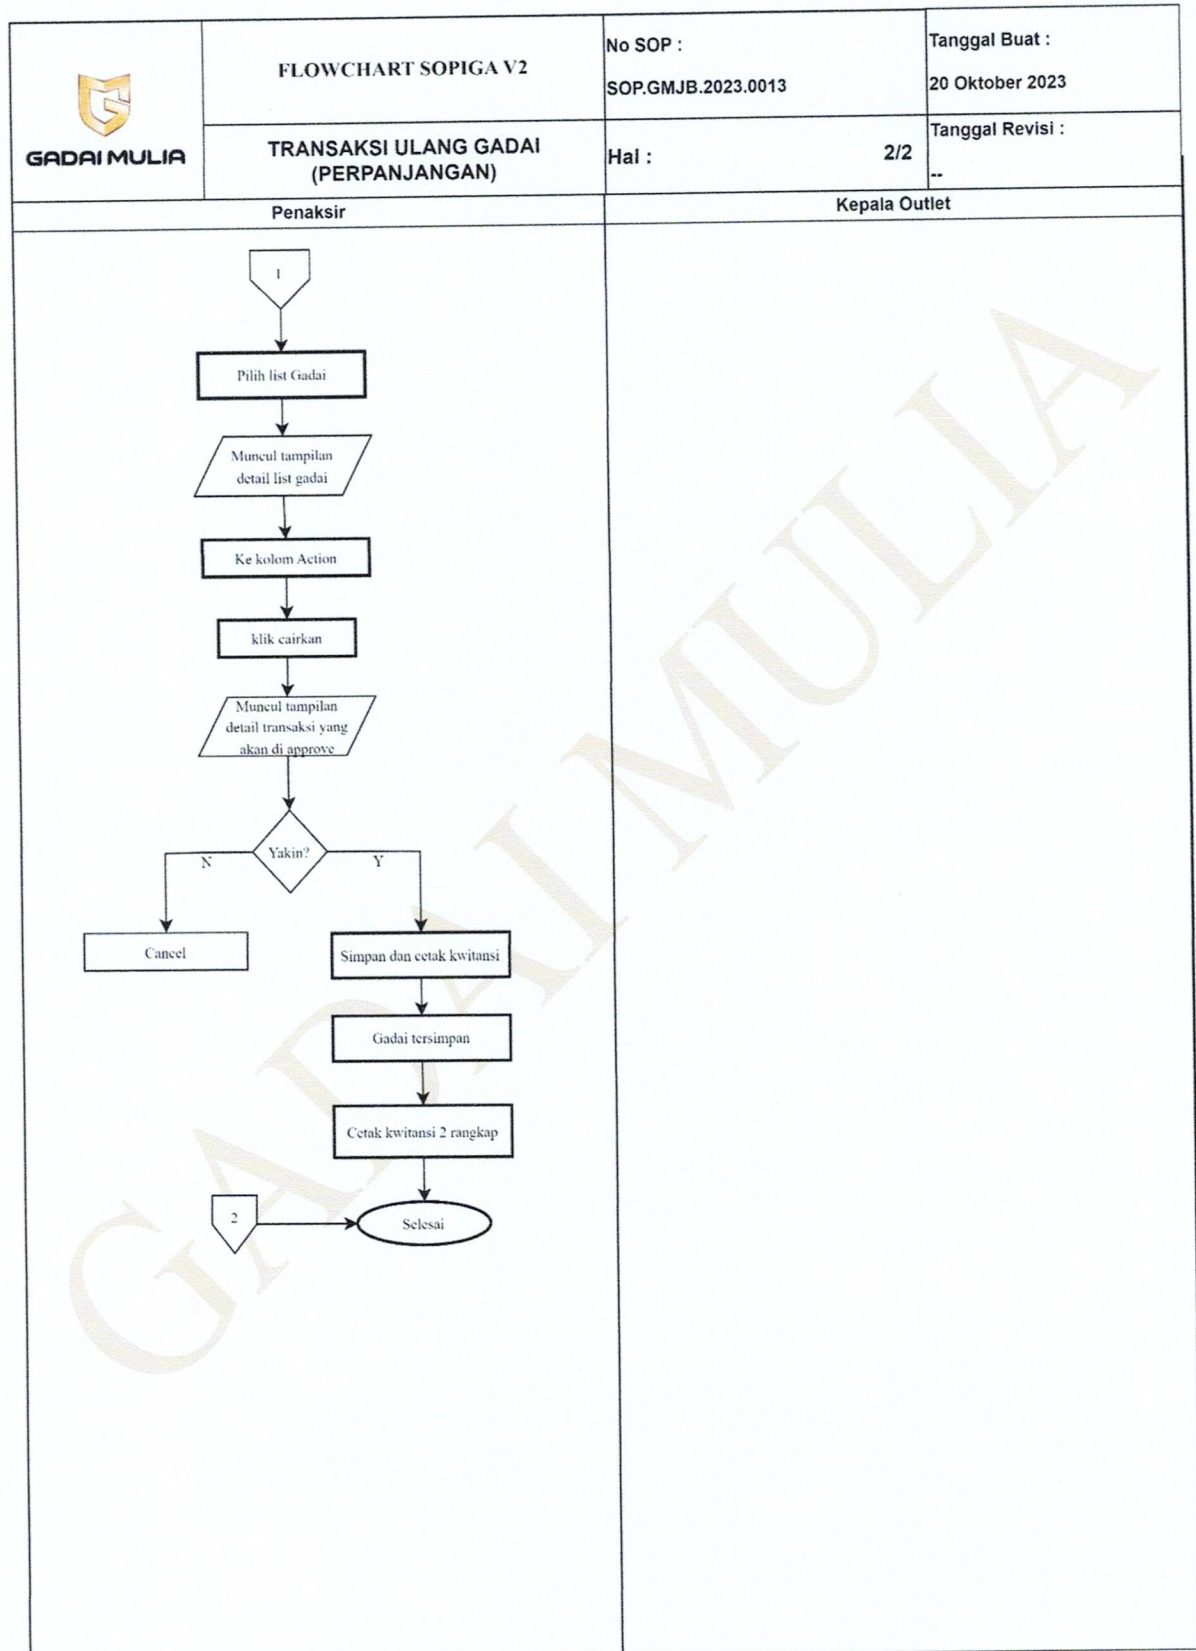 GADAI MULIA
FLOWCHART SOPIGA V2
No SOP :
SOP.GMJB.2023.0013
Tanggal Buat :
20 Oktober 2023
TRANSAKSI ULANG GADAI
(PERPANJANGAN)
Hal :
2/2
Tanggal Revisi :
--
Penaksir
Kepala Outlet
1
Pilih list Gadai
Muncul tampilan
detail list gadai
Ke kolom Action
klik cairkan
Muncul tampilan
detail transaksi yang
akan di approve
Yakin?
N
Y
Cancel
Simpan dan cetak kwitansi
Gadai tersimpan
Cetak kwitansi 2 rangkap
2
Selesai
GADAI MULIA